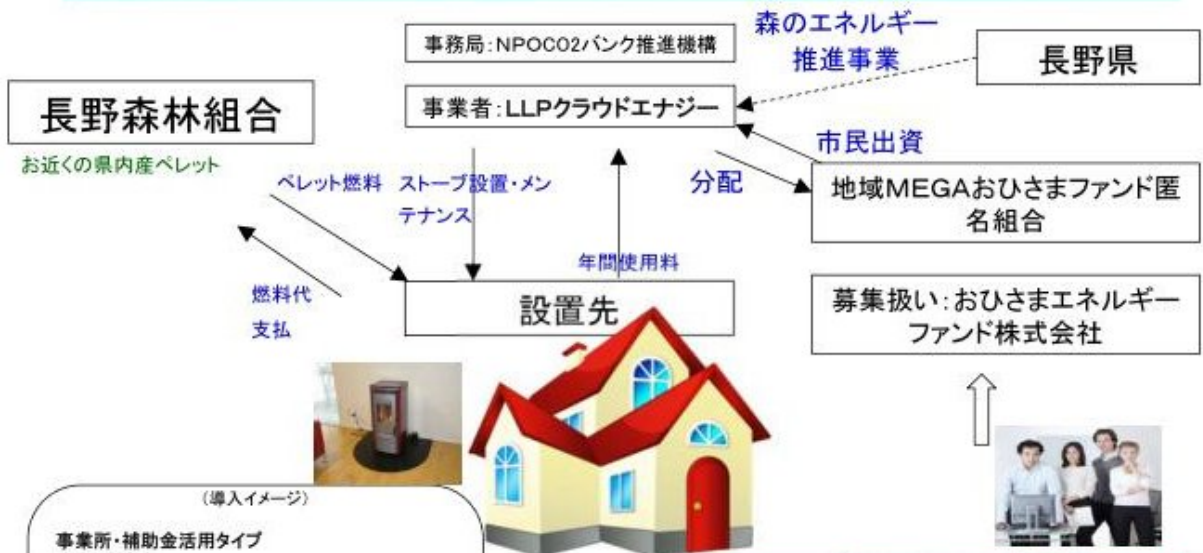 森のエネルギー
推進事業
事務局:NPOCO2バンク推進機構
長野県
長野森林組合
事業者:LLPクラウドエナジー
お近くの県内産ペレット
市民出資
ペレット燃料
ストーブ設置・メン
テナンス
分配
地域MEGAおひさまファンド匿
名組合
年間使用料
燃料代
支払
設置先
募集扱い:おひさまエネルギー
ファンド株式会社
(導入イメージ)
事業所・補助金活用タイプ